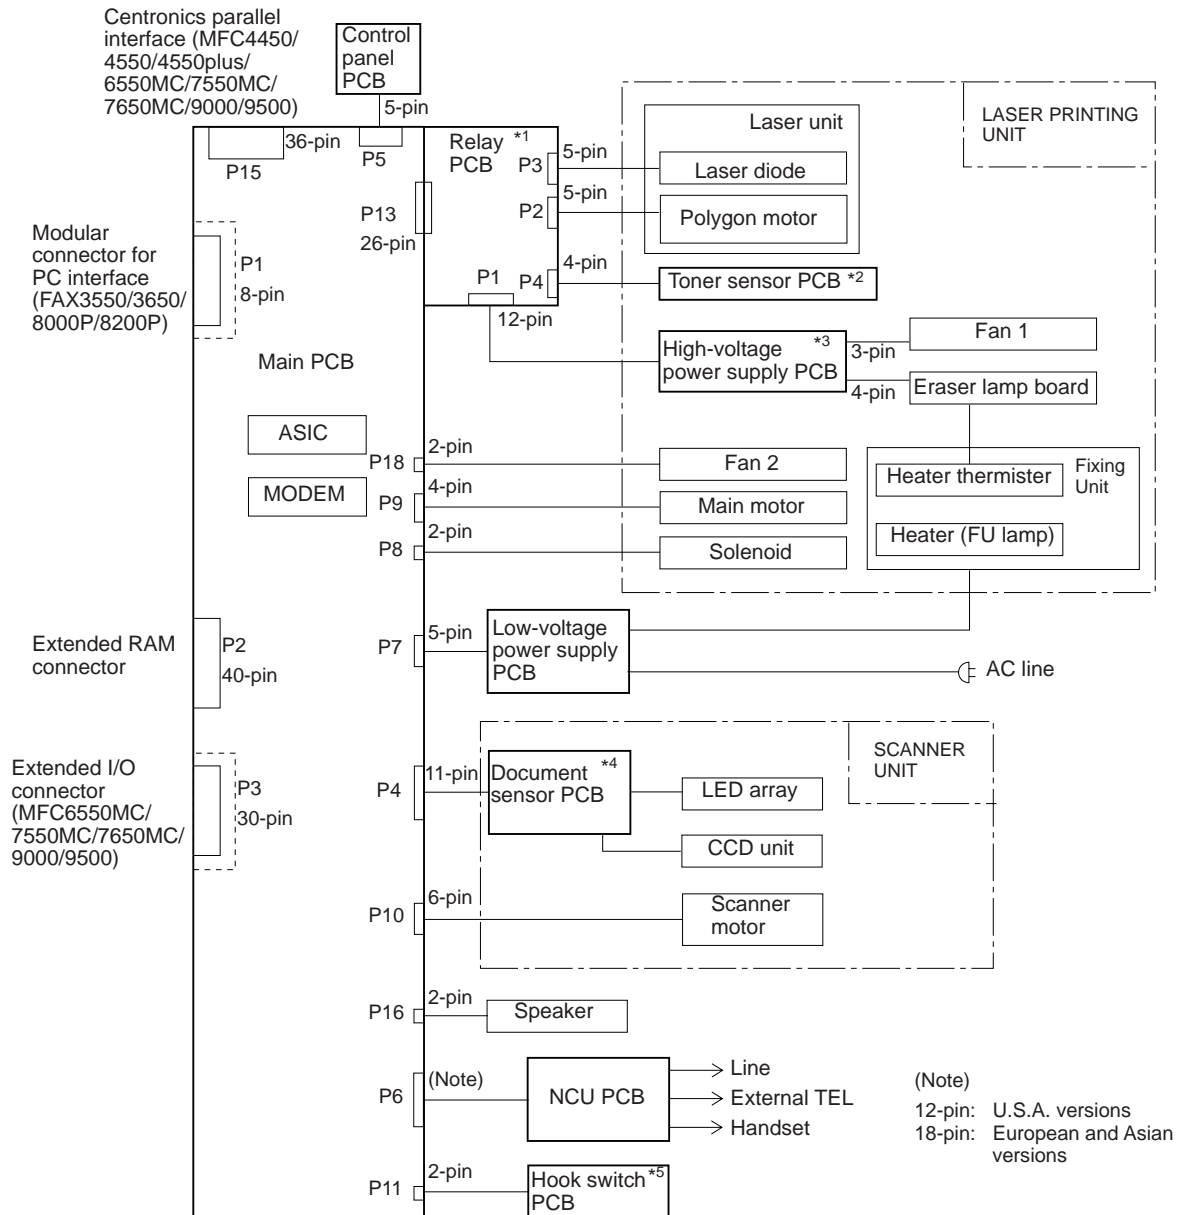 Centronics parallel
interface (MFC4450/
4550/4550plus/
6550MC/7550MC/
7650MC/9000/9500)
Control
panel
PCB
5-pin
LASER PRINTING
UNIT
36-pin
P15
P5
Relay *1
PCB
P3
5-pin
Laser unit
Laser diode
5-pin
P2
Polygon motor
P13
26-pin
Modular
connector for
PC interface
(FAX3550/3650/
8000P/8200P)
P1
8-pin
P1
P4
4-pin
Toner sensor PCB *2
12-pin
High-voltage *3
power supply PCB
3-pin
Fan 1
4-pin
Eraser lamp board
Main PCB
ASIC
MODEM
P18
2-pin
Fan 2
P9
4-pin
Main motor
P8
2-pin
Solenoid
Heater thermister
Fixing
Unit
Heater (FU lamp)
Extended RAM
connector
P2
40-pin
P7
5-pin
Low-voltage
power supply
PCB
AC line
Extended I/O
connector
(MFC6550MC/
7550MC/7650MC/
9000/9500)
P3
30-pin
P4
11-pin
Document *4
sensor PCB
LED array
CCD unit
SCANNER
UNIT
P10
6-pin
Scanner
motor
P16
2-pin
Speaker
P6
(Note)
NCU PCB
Line
External TEL
Handset
(Note)
12-pin: U.S.A. versions
18-pin: European and Asian
versions
P11
2-pin
Hook switch *5
PCB